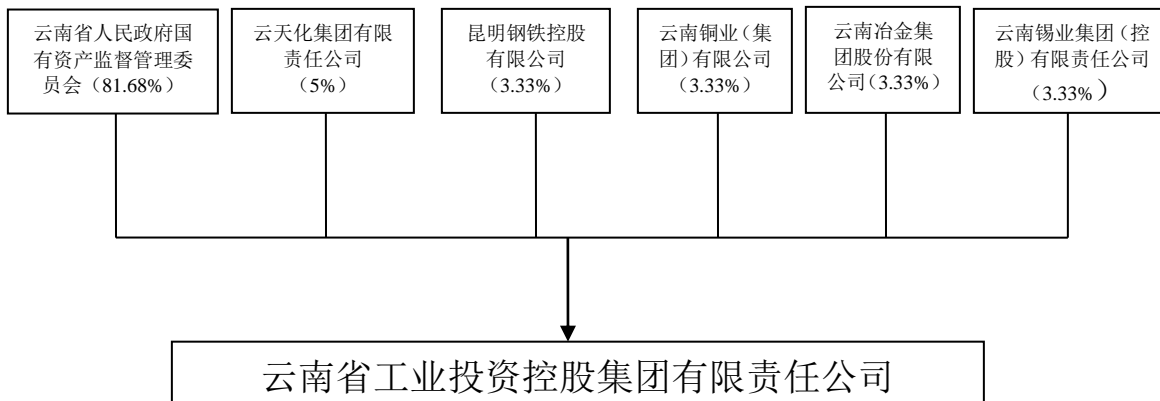 云南省人民政府国
有资产监督管理委
员会（81.68%）
云天化集团有限
责任公司
（5%）
昆明钢铁控股
有限公司
（3.33%）
云南铜业（集
团）有限公司
（3.33%）
云南冶金集
团股份有限
公司（3.33%）
云南锡业集团（控
股）有限责任公司
（3.33%）
云南省工业投资控股集团有限责任公司